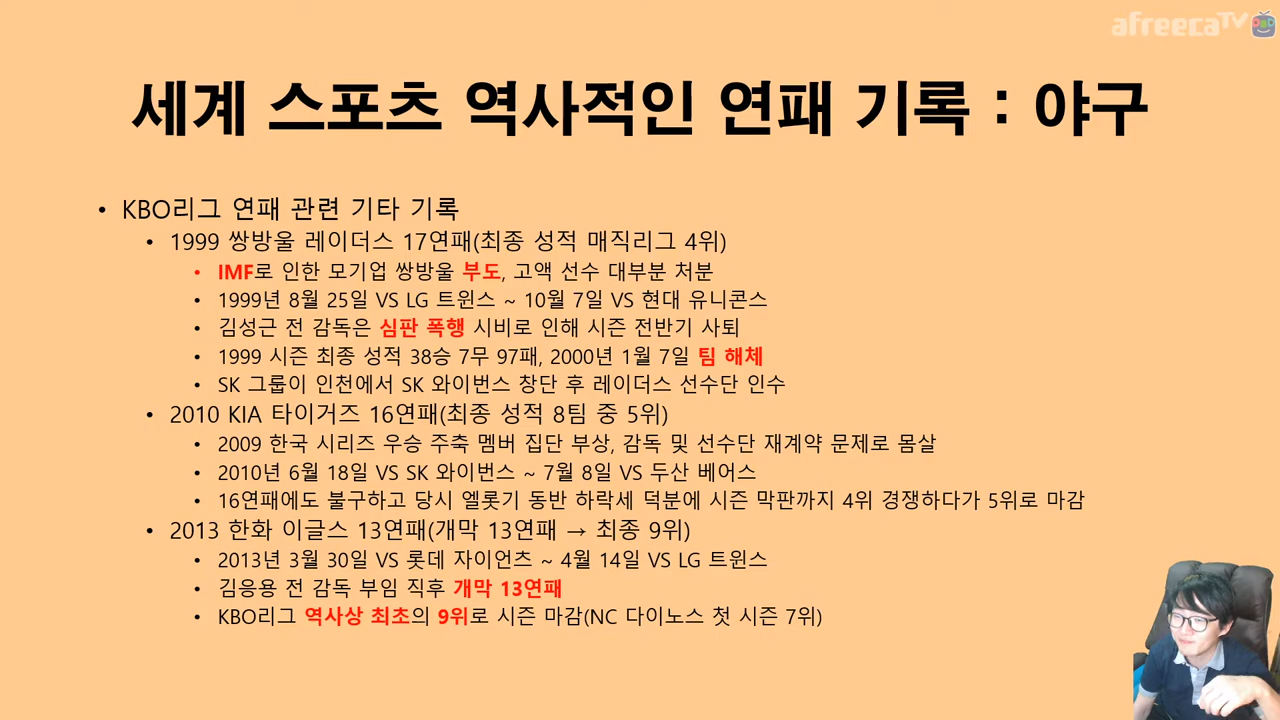 afreecaTV
세계 스포츠 역사적인 연패 기록 : 야구
• KBO리그 연패 관련 기타 기록
• 1999 쌍방울 레이더스 17연패(최종 성적 매직리그 4위)
• IMF로 인한 모기업 쌍방울 부도, 고액 선수 대부분 처분
• 1999년 8월 25일 VS LG 트윈스 ~ 10월 7일 VS 현대 유니콘스
• 김성근 전 감독은 심판 폭행 시비로 인해 시즌 전반기 사퇴
• 1999 시즌 최종 성적 38승 7무 97패, 2000년 1월 7일 팀 해체
• SK 그룹이 인천에서 SK 와이번스 창단 후 레이더스 선수단 인수
• 2010 KIA 타이거즈 16연패(최종 성적 8팀 중 5위)
• 2009 한국 시리즈 우승 주축 멤버 집단 부상, 감독 및 선수단 재계약 문제로 몸살
• 2010년 6월 18일 VS SK 와이번스 ~ 7월 8일 VS 두산 베어스
• 16연패에도 불구하고 당시 엘롯기 동반 하락세 덕분에 시즌 막판까지 4위 경쟁하다가 5위로 마감
• 2013 한화 이글스 13연패(개막 13연패 → 최종 9위)
• 2013년 3월 30일 VS 롯데 자이언츠 ~ 4월 14일 VS LG 트윈스
• 김응용 전 감독 부임 직후 개막 13연패
• KBO리그 역사상 최초의 9위로 시즌 마감(NC 다이노스 첫 시즌 7위)